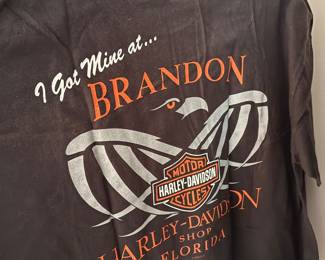 I Got Mine at...
BRANDON
MOTOR
HARLEY-DAVIDSON
CYCLES
HARLEY-DAVIDSON
SHOP
FLORIDA